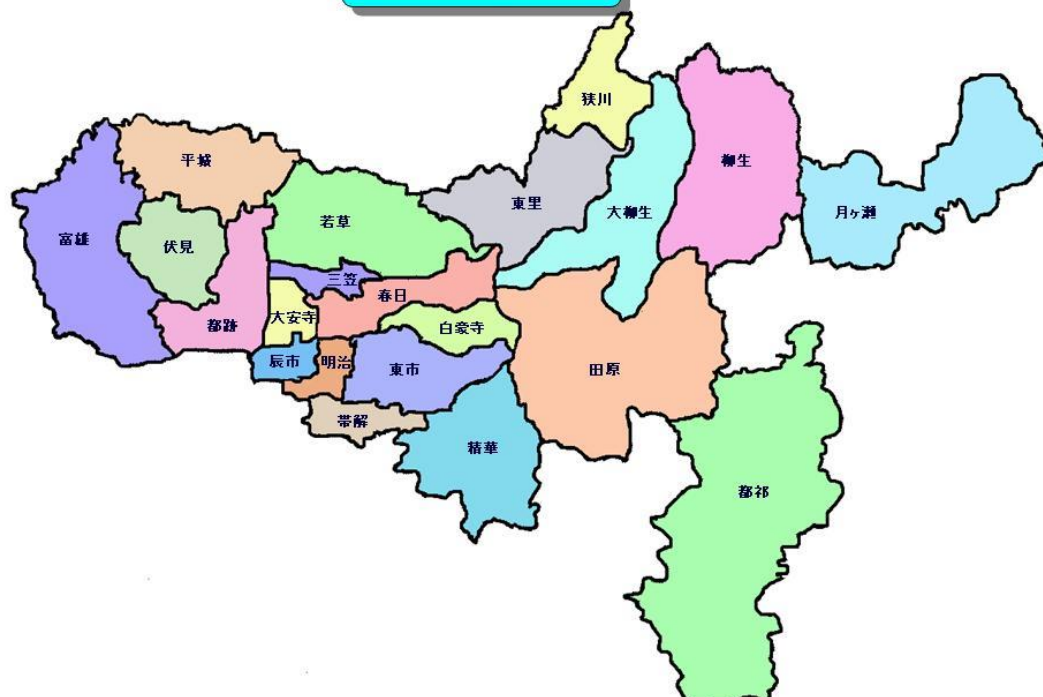 狭川
平城
柳生
東里
月ヶ瀬
大柳生
若草
富雄
伏見
三笠
春日
大安寺
都跡
白豪寺
辰市
明治
東市
田原
帯解
精華
都祁